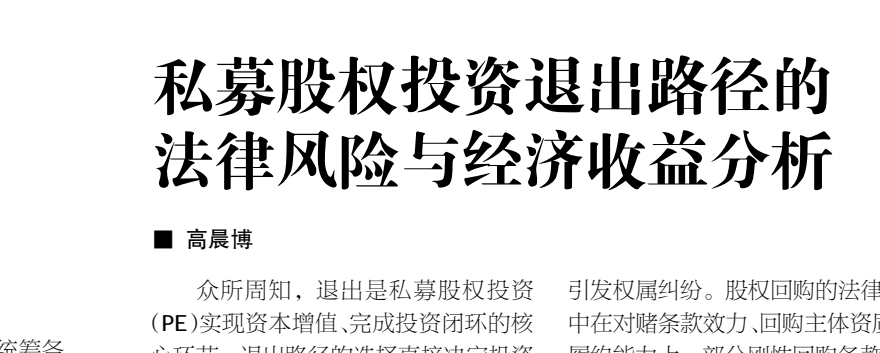 私募股权投资退出路径的
法律风险与经济收益分析
■ 高晨博
众所周知，退出是私募股权投资
（PE）实现资本增值、完成投资闭环的核
引发权属纠纷。股权回购的法律
中在对赌条款效力、回购主体资质